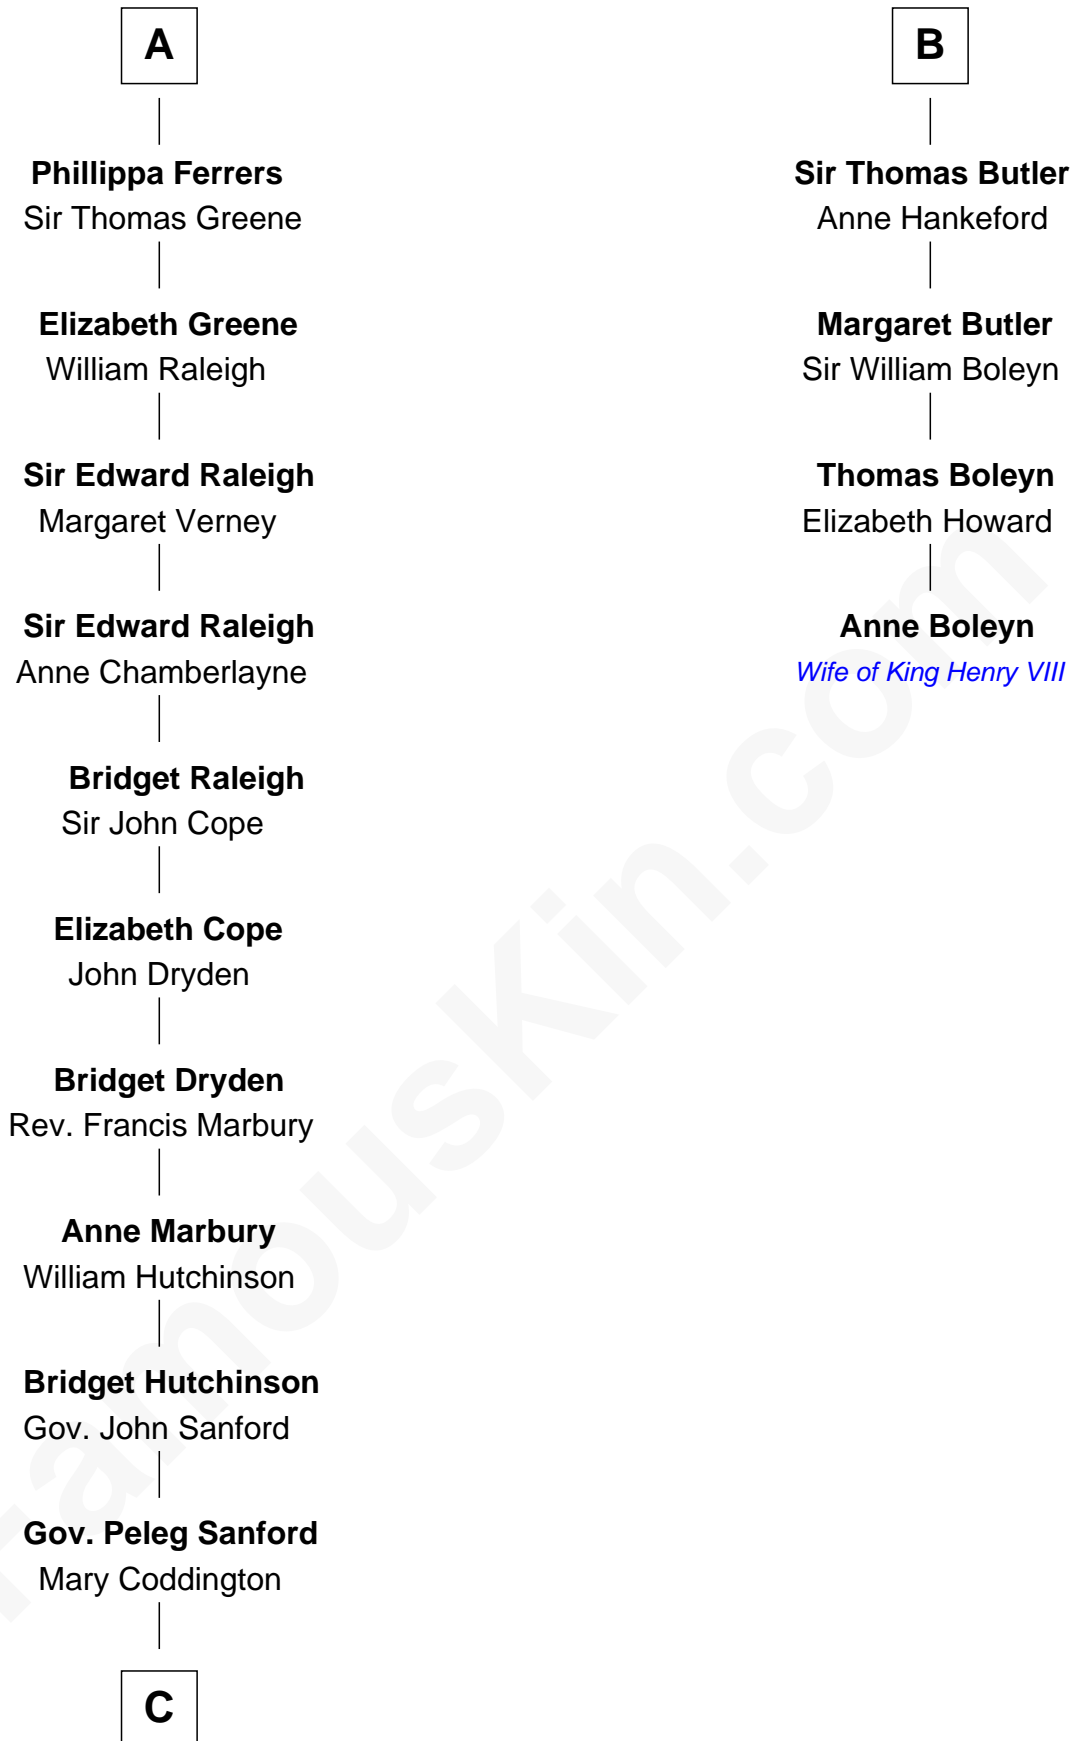 A
Phillippa Ferrers
Sir Thomas Greene
Elizabeth Greene
William Raleigh
Sir Edward Raleigh
Margaret Verney
Sir Edward Raleigh
Anne Chamberlayne
Bridget Raleigh
Sir John Cope
Elizabeth Cope
John Dryden
Bridget Dryden
Rev. Francis Marbury
Anne Marbury
William Hutchinson
Bridget Hutchinson
Gov. John Sanford
Gov. Peleg Sanford
Mary Coddington
C
B
Sir Thomas Butler
Anne Hankeford
Margaret Butler
Sir William Boleyn
Thomas Boleyn
Elizabeth Howard
Anne Boleyn
Wife of King Henry VIII
FamousKin.com